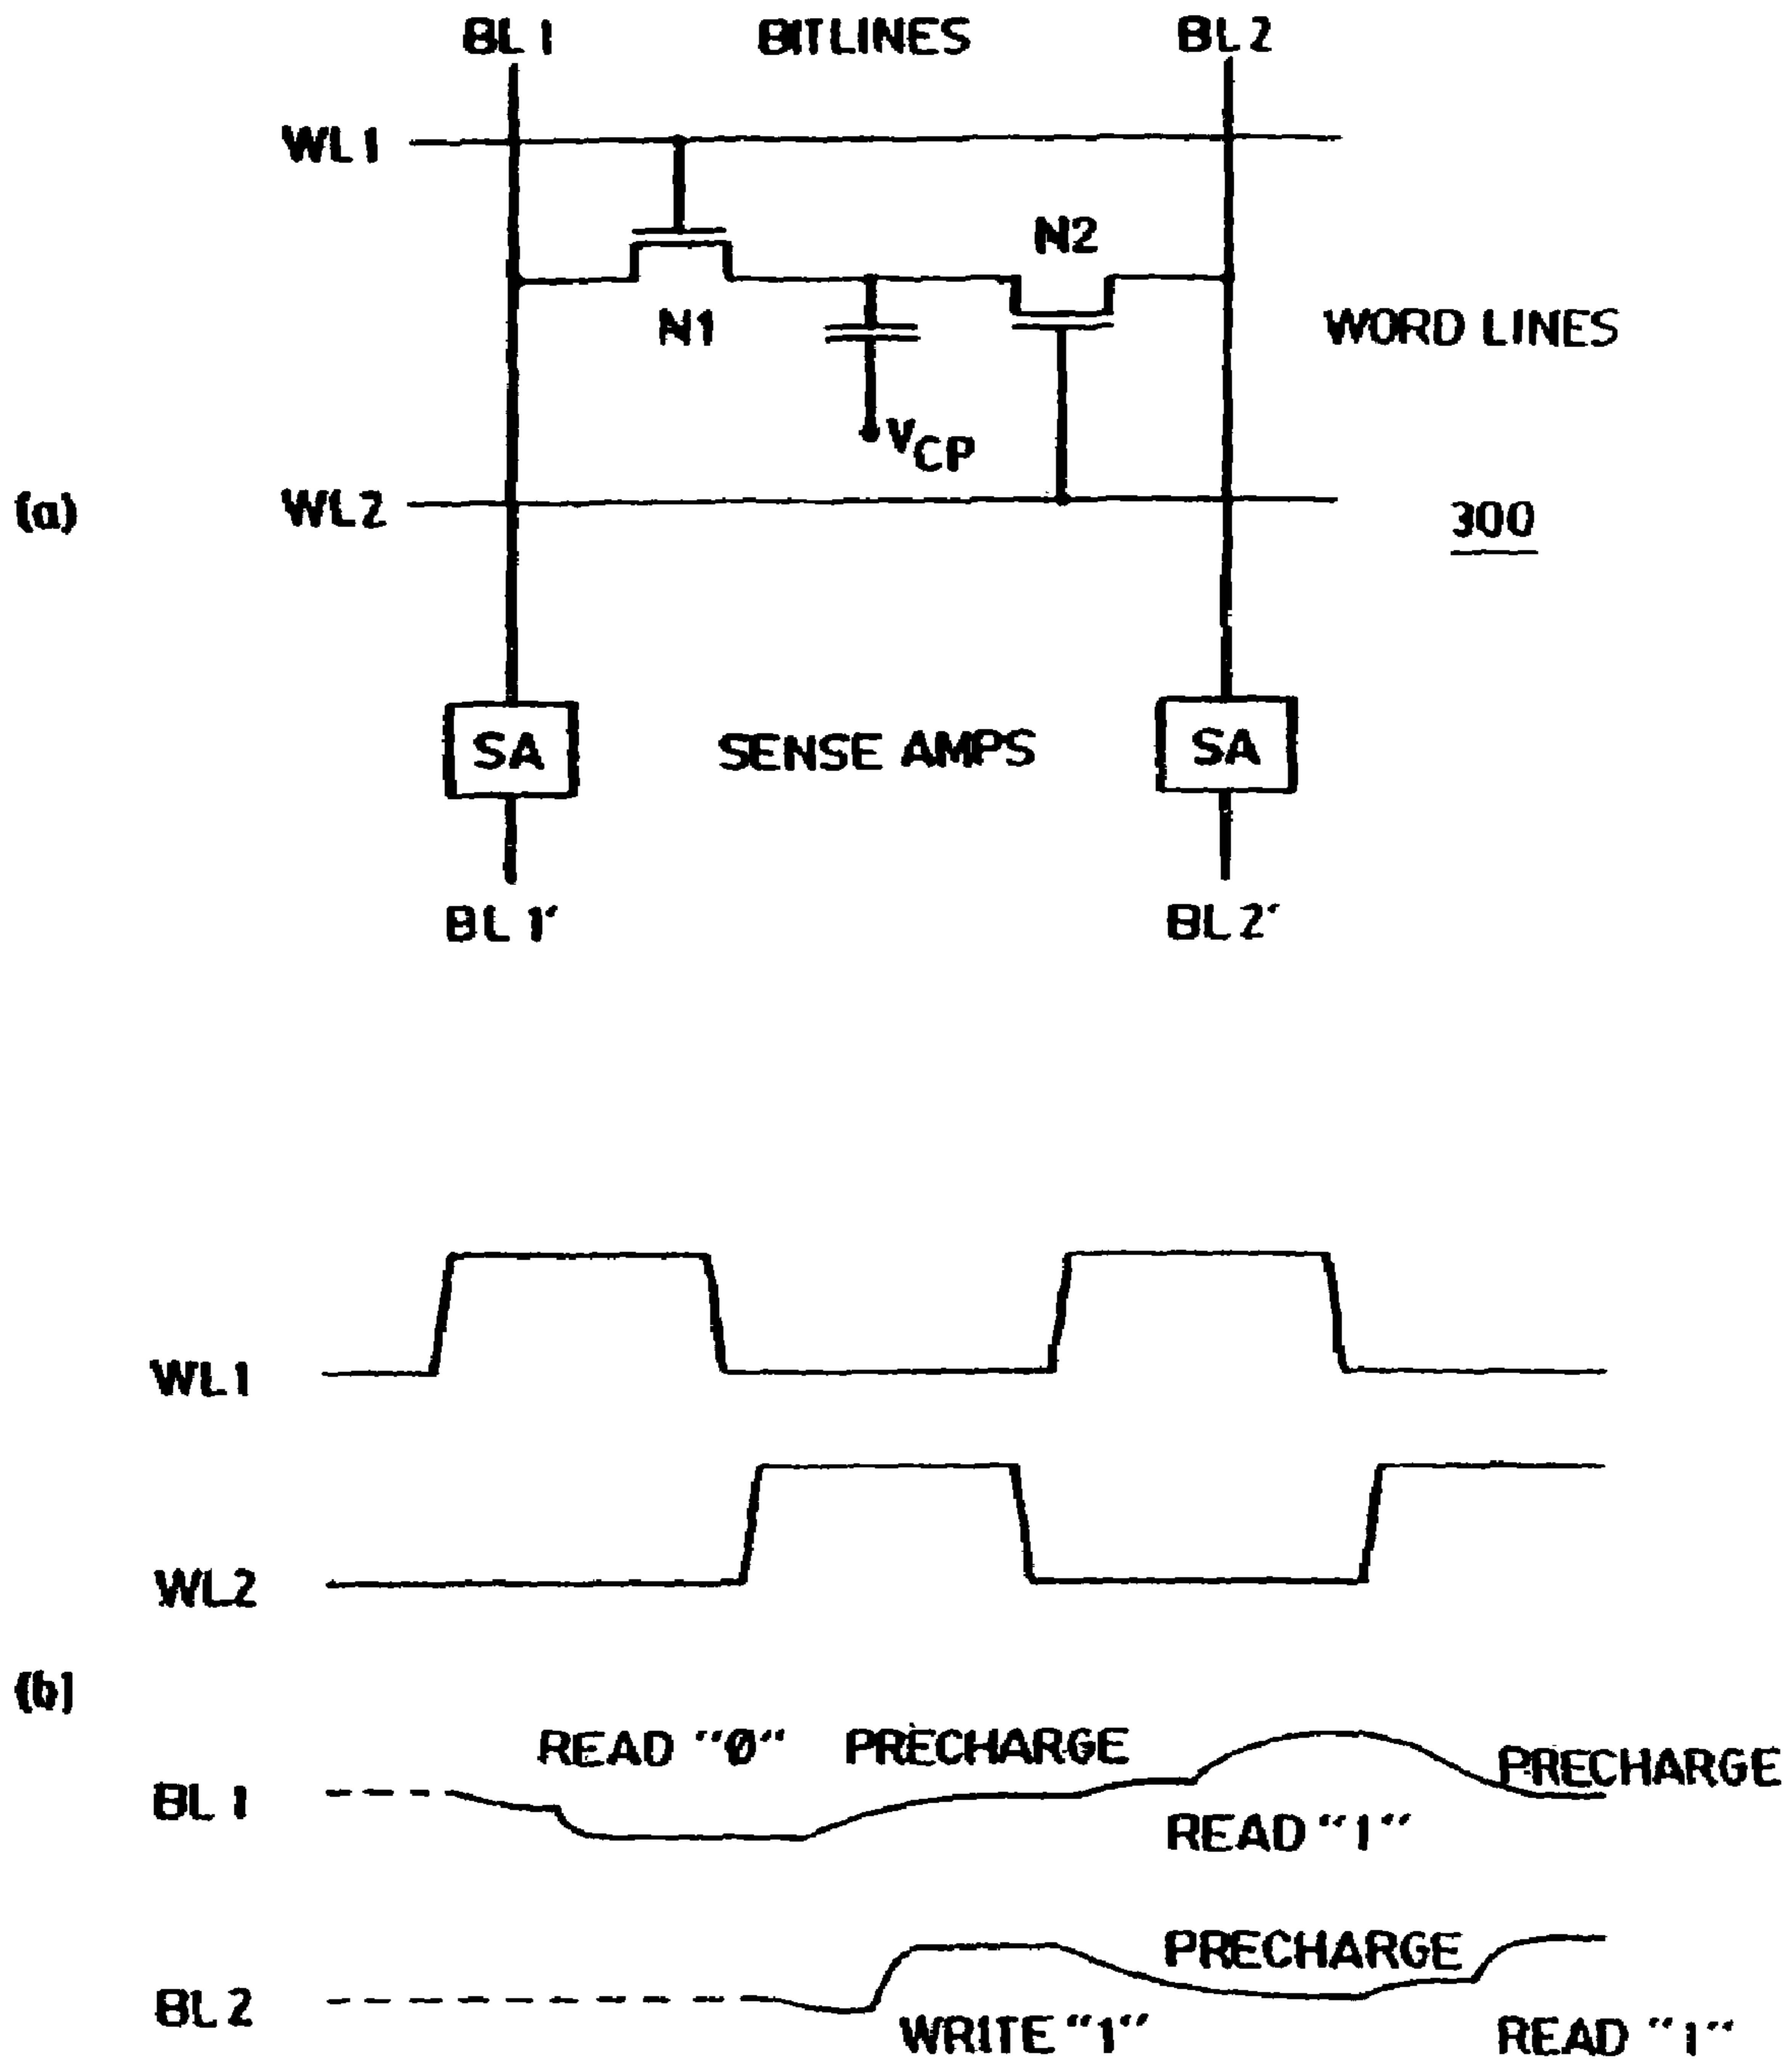 BL1 BITLINES BL2
WL1
N2
N1 WORD LINES
VCP
(a) WL2 300
SA SENSE AMPS SA
BL1' BL2'
WL1
WL2
(b)
READ "0" PRECHARGE
PRECHARGE
BL1
READ "1"
PRECHARGE
BL2
WRITE "1" READ "1"